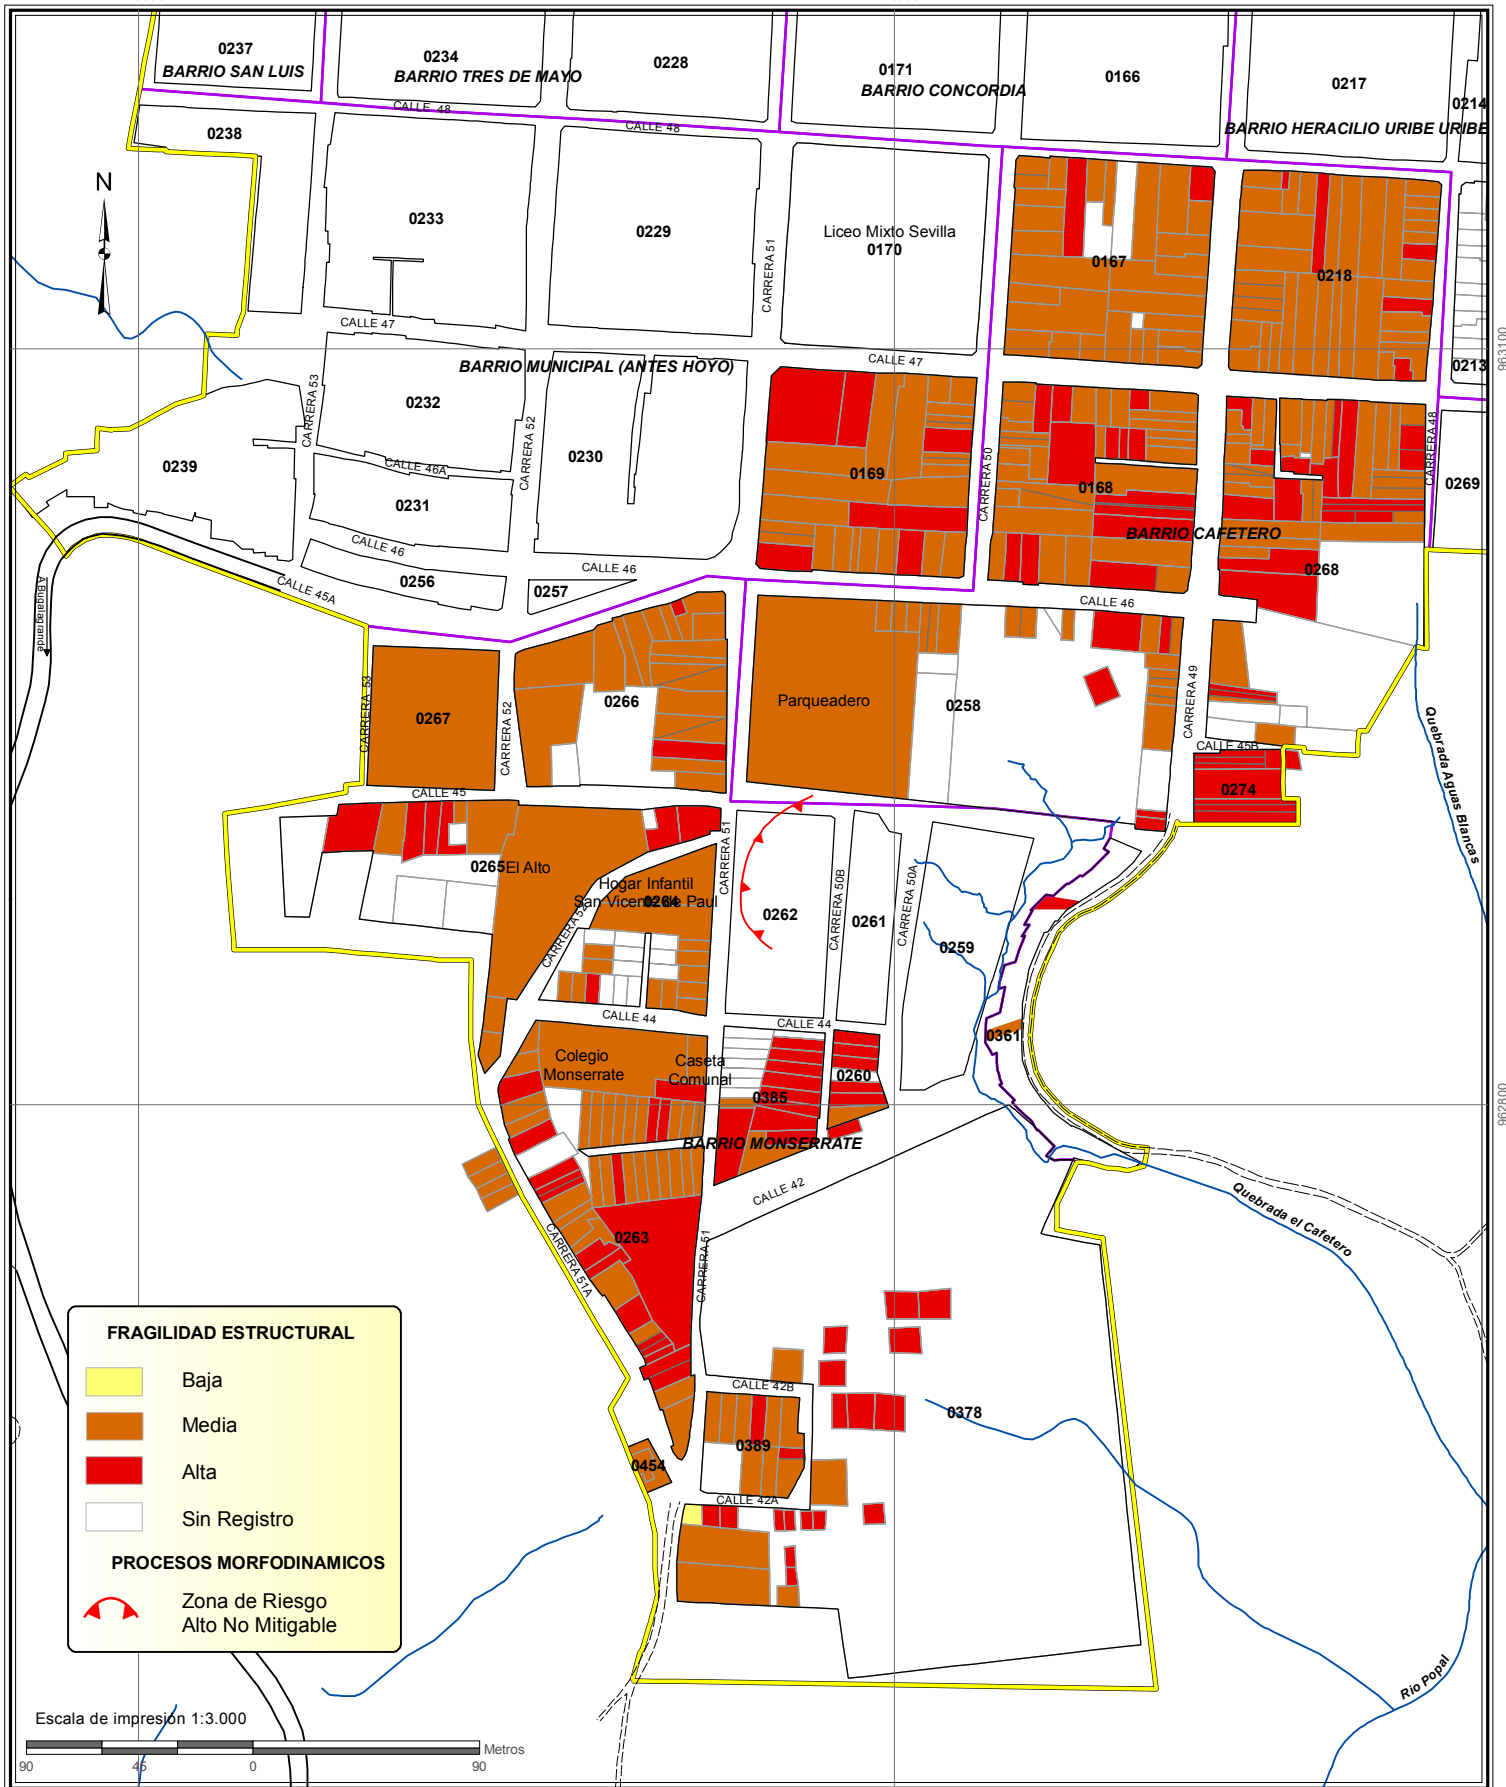 0237
BARRIO SAN LUIS
0234
BARRIO TRES DE MAYO
0228
0171
BARRIO CONCORDIA
0166
0217
0214
BARRIO HERACILIO URIBE URIBE
CALLE 48
CALLE 48
0238
N
0233
0229
Liceo Mixto Sevilla
0170
CARRERA 51
0167
0218
CALLE 47
CALLE 47
963100
BARRIO MUNICIPAL (ANTES HOYO)
0213
CARRERA 53
0232
CARRERA 52
0230
0239
CALLE 46A
0231
0169
CARRERA 50
0168
CARRERA 48
0269
BARRIO CAFETERO
CALLE 46
CALLE 46
0256
0257
CALLE 45A
0268
CALLE 46
A Bugalagrande
0267
CARRERA 53
CARRERA 52
0266
Parqueadero
0258
CARRERA 49
CALLE 45B
Quebrada Aguas Blancas
CALLE 45
0274
0265
El Alto
CARRERA 51
Hogar Infantil
San Vicente de Paul
0264
CARRERA 52
0262
CARRERA 50B
0261
CARRERA 50A
0259
CALLE 44
CALLE 44
0361
Colegio
Monserrate
Caseta
Comunal
0260
0385
962800
BARRIO MONSERRATE
CALLE 42
Quebrada el Cafetero
0263
CARRERA 51A
CARRERA 51
CALLE 42B
0378
0389
0454
CALLE 42A
FRAGILIDAD ESTRUCTURAL
Baja
Media
Alta
Sin Registro
PROCESOS MORFODINAMICOS
Zona de Riesgo
Alto No Mitigable
Rio Popal
Escala de impresión 1:3.000
Metros
90 45 0 90